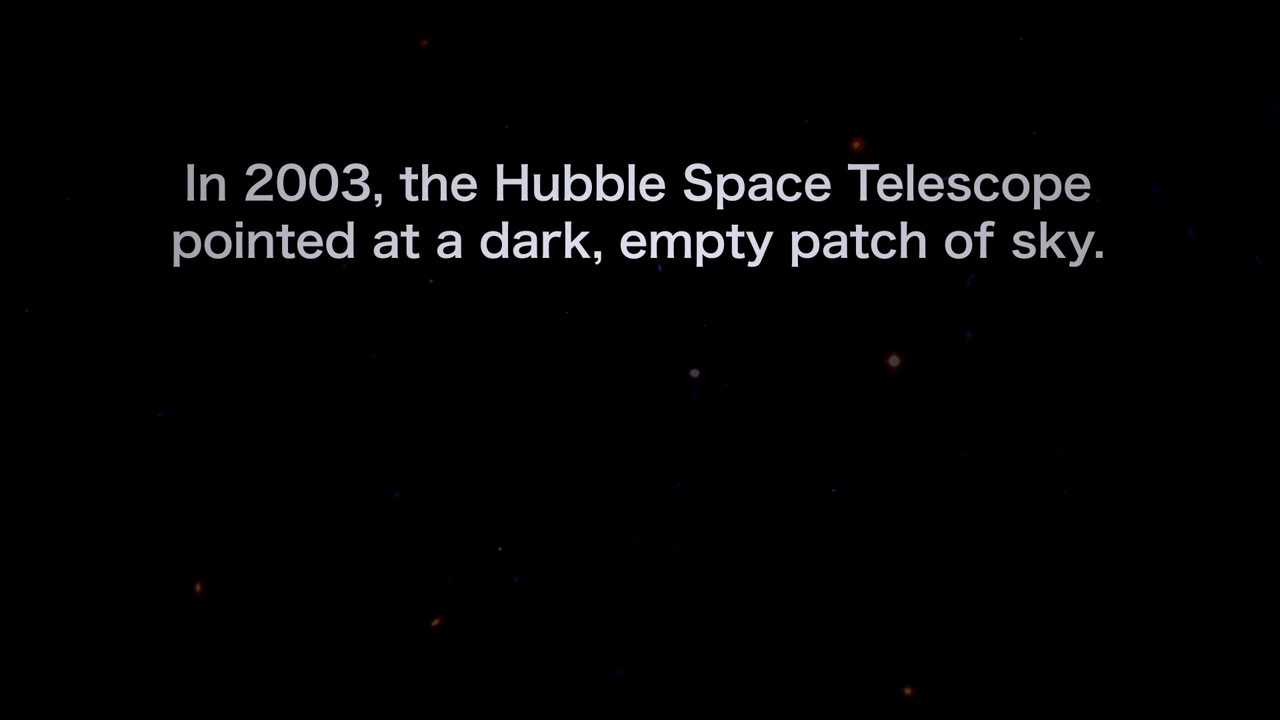 In 2003, the Hubble Space Telescope
pointed at a dark, empty patch of sky.